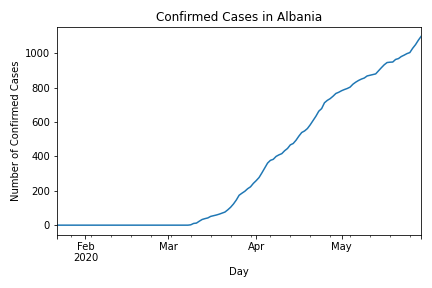 Confirmed Cases in Albania
Number of Confirmed Cases
1000
800
600
400
200
0
Feb
2020
Mar
Apr
May
Day